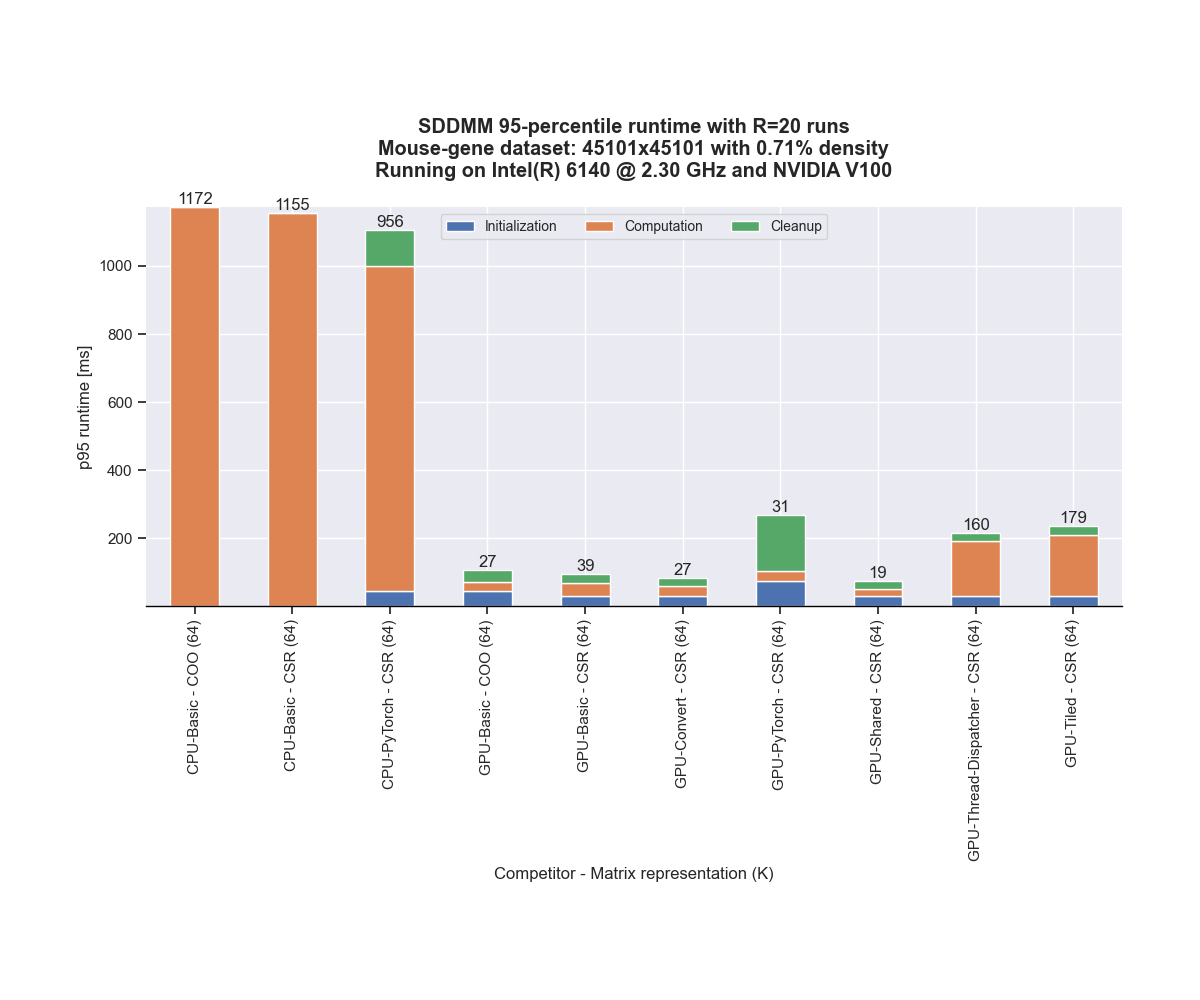 SDDMM 95-percentile runtime with R=20 runs
Mouse-gene dataset: 45101x45101 with 0.71% density
Running on Intel(R) 6140 @ 2.30 GHz and NVIDIA V100
Initialization Computation Cleanup
1172
1155
956
27
39
27
31
19
160
179
p95 runtime [ms]
1000
800
600
400
200
CPU-Basic - COO (64)
CPU-Basic - CSR (64)
CPU-PyTorch - CSR (64)
GPU-Basic - COO (64)
GPU-Basic - CSR (64)
GPU-Convert - CSR (64)
GPU-PyTorch - CSR (64)
GPU-Shared - CSR (64)
GPU-Thread-Dispatcher - CSR (64)
GPU-Tiled - CSR (64)
Competitor - Matrix representation (K)